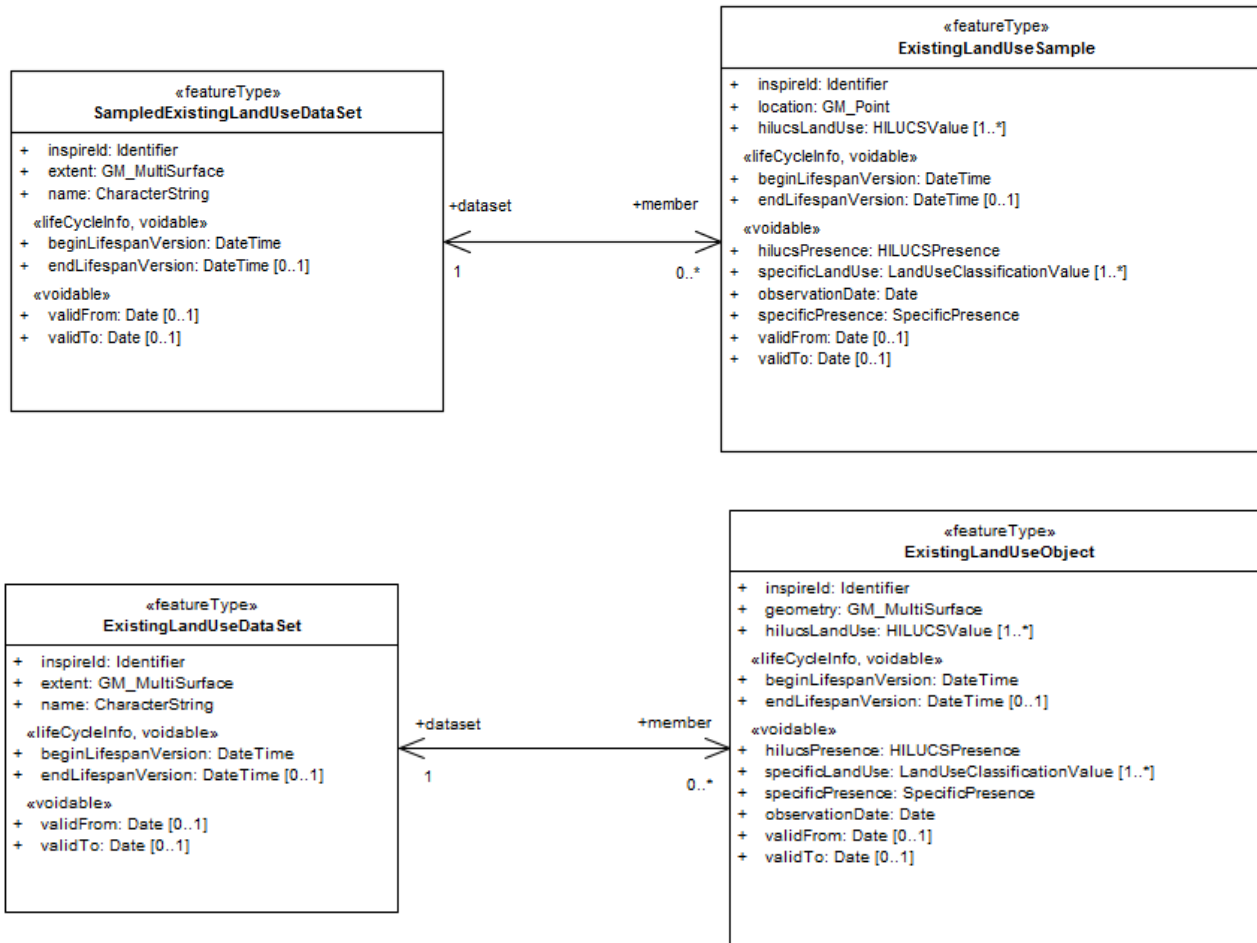 «featureType»
SampledExistingLandUseDataSet
+ inspireId: Identifier
+ extent: GM_MultiSurface
+ name: CharacterString
«lifeCycleInfo, voidable»
+ beginLifespanVersion: DateTime
+ endLifespanVersion: DateTime [0..1]
«voidable»
+ validFrom: Date [0..1]
+ validTo: Date [0..1]
+dataset
1
+member
0..*
«featureType»
ExistingLandUseSample
+ inspireId: Identifier
+ location: GM_Point
+ hilucsLandUse: HILUCSValue [1..*]
«lifeCycleInfo, voidable»
+ beginLifespanVersion: DateTime
+ endLifespanVersion: DateTime [0..1]
«voidable»
+ hilucsPresence: HILUCSPresence
+ specificLandUse: LandUseClassificationValue [1..*]
+ observationDate: Date
+ specificPresence: SpecificPresence
+ validFrom: Date [0..1]
+ validTo: Date [0..1]
«featureType»
ExistingLandUseDataSet
+ inspireId: Identifier
+ extent: GM_MultiSurface
+ name: CharacterString
«lifeCycleInfo, voidable»
+ beginLifespanVersion: DateTime
+ endLifespanVersion: DateTime [0..1]
«voidable»
+ validFrom: Date [0..1]
+ validTo: Date [0..1]
+dataset
1
+member
0..*
«featureType»
ExistingLandUseObject
+ inspireId: Identifier
+ geometry: GM_MultiSurface
+ hilucsLandUse: HILUCSValue [1..*]
«lifeCycleInfo, voidable»
+ beginLifespanVersion: DateTime
+ endLifespanVersion: DateTime [0..1]
«voidable»
+ hilucsPresence: HILUCSPresence
+ specificLandUse: LandUseClassificationValue [1..*]
+ specificPresence: SpecificPresence
+ observationDate: Date
+ validFrom: Date [0..1]
+ validTo: Date [0..1]